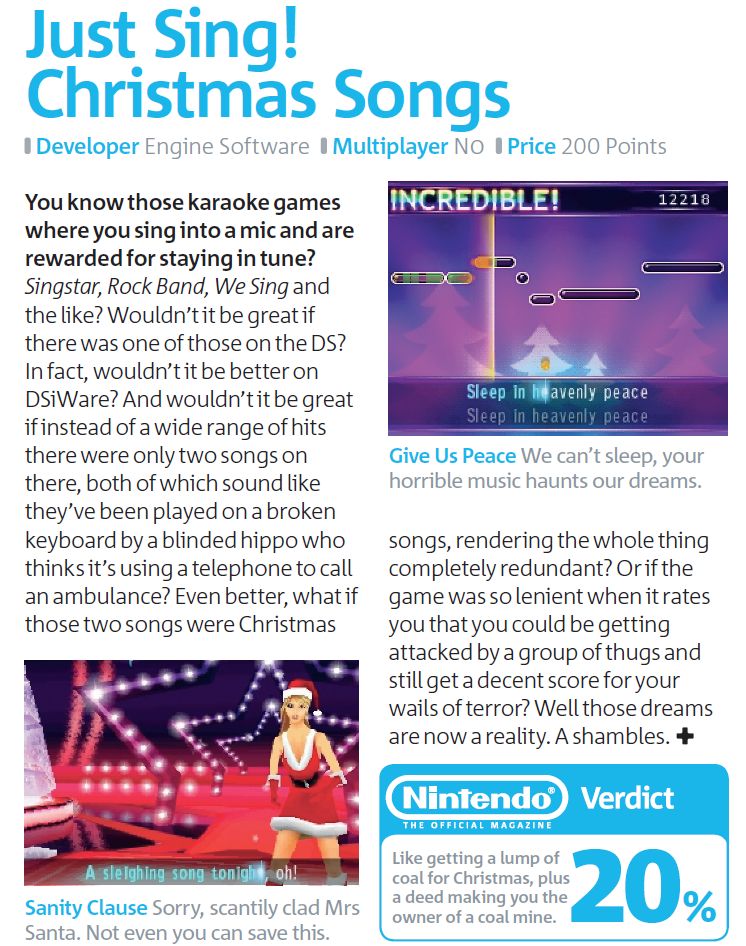 Just Sing!
Christmas Songs
Developer Engine Software Multiplayer No Price 200 Points
You know those karaoke games
where you sing into a mic and are
rewarded for staying in tune?
Singstar, Rock Band, We Sing and
the like? Wouldn't it be great if
there was one of those on the DS?
In fact, wouldn't it be better on
DSiWare? And wouldn't it be great
if instead of a wide range of hits
there were only two songs on
there, both of which sound like
they've been played on a broken
keyboard by a blinded hippo who
thinks it's using a telephone to call
an ambulance? Even better, what if
those two songs were Christmas
A sleighing song tonight, oh!
Sanity Clause Sorry, scantily clad Mrs
Santa. Not even you can save this.
INCREDIBLE! 12218
Sleep in heavenly peace
Sleep in heavenly peace
Give Us Peace We can't sleep, your
horrible music haunts our dreams.
songs, rendering the whole thing
completely redundant? Or if the
game was so lenient when it rates
you that you could be getting
attacked by a group of thugs and
still get a decent score for your
wails of terror? Well those dreams
are now a reality. A shambles.
Nintendo® Verdict
THE OFFICIAL MAGAZINE
Like getting a lump of
coal for Christmas, plus
a deed making you the
owner of a coal mine.
20%